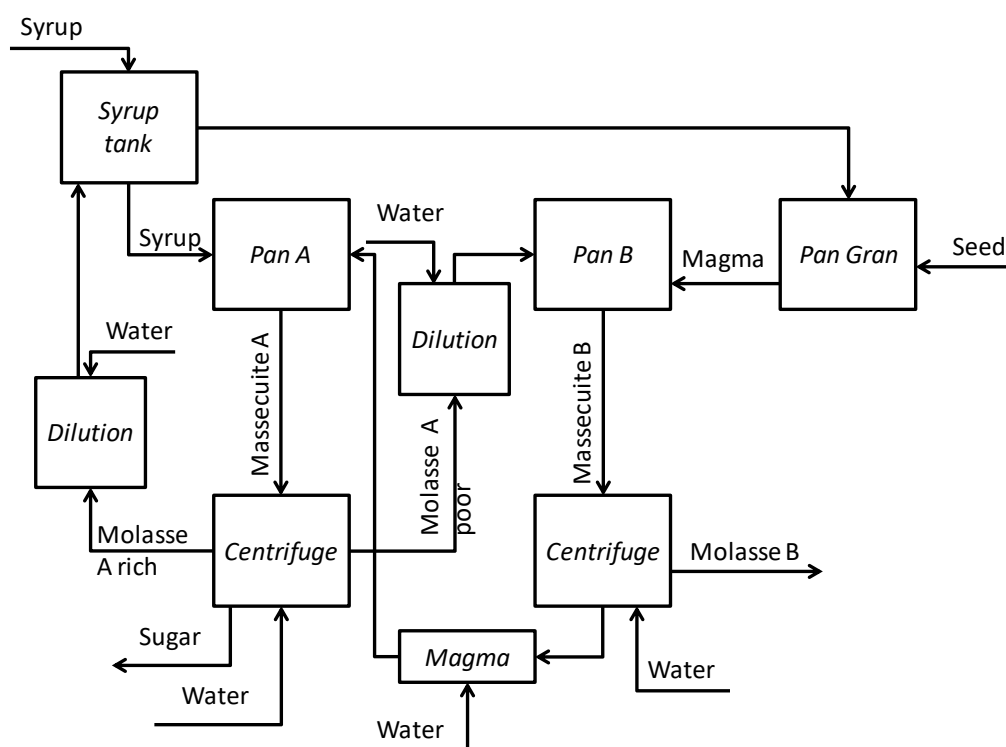 Syrup
Syrup
tank
Water
Syrup
Pan A
Pan B
Magma
Pan Gran
Seed
Water
Dilution
Massecuite A
Dilution
Molasse A
poor
Massecuite B
Molasse
A rich
Centrifuge
Centrifuge
Molasse B
Sugar
Magma
Water
Water
Water